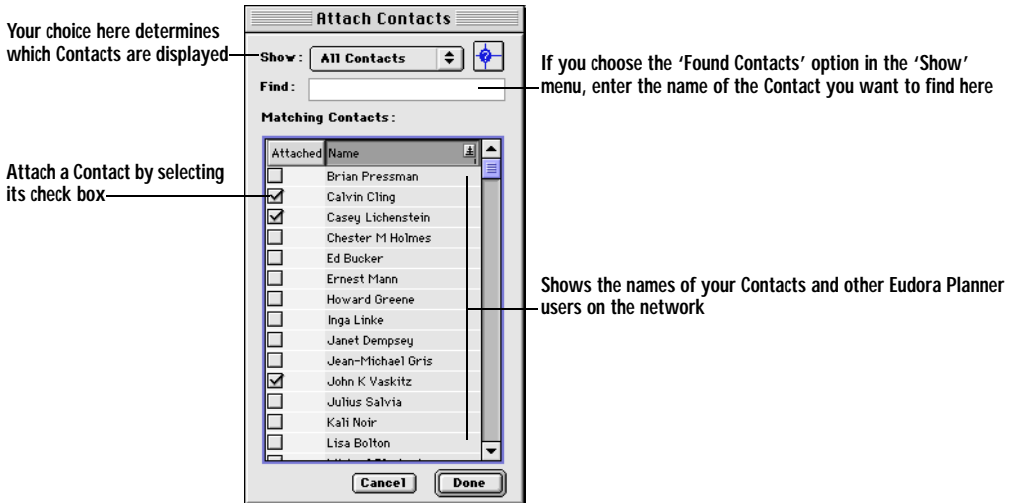 Attach Contacts
Your choice here determines
which Contacts are displayed
Show: All Contacts
If you choose the ‘Found Contacts’ option in the ‘Show’
menu, enter the name of the Contact you want to find here
Find:
Matching Contacts:
Attached Name
Attach a Contact by selecting
its check box
Brian Pressman
Calvin Cling
Casey Lichenstein
Chester M Holmes
Ed Bucker
Ernest Mann
Howard Greene
Shows the names of your Contacts and other Eudora Planner
users on the network
Inga Linke
Janet Dempsey
Jean-Michael Gris
John K Vaskitz
Julius Salvia
Kali Noir
Lisa Bolton
Cancel Done